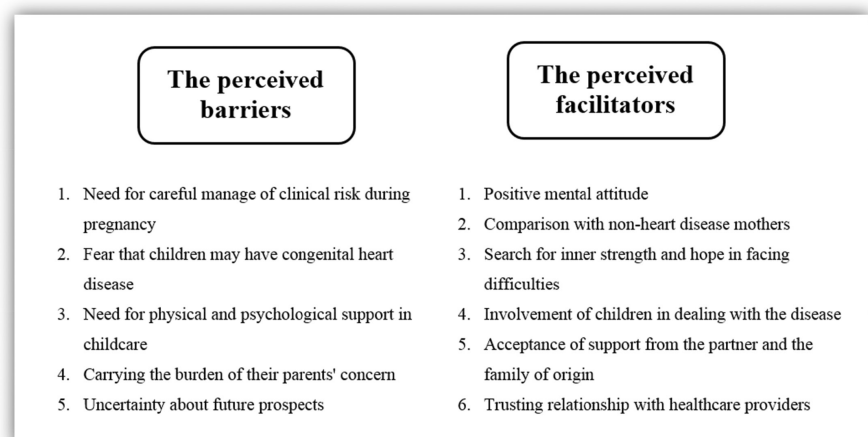 The perceived
barriers
1. Need for careful manage of clinical risk during
pregnancy
2. Fear that children may have congenital heart
disease
3. Need for physical and psychological support in
childcare
4. Carrying the burden of their parents' concern
5. Uncertainty about future prospects
The perceived
facilitators
1. Positive mental attitude
2. Comparison with non-heart disease mothers
3. Search for inner strength and hope in facing
difficulties
4. Involvement of children in dealing with the disease
5. Acceptance of support from the partner and the
family of origin
6. Trusting relationship with healthcare providers